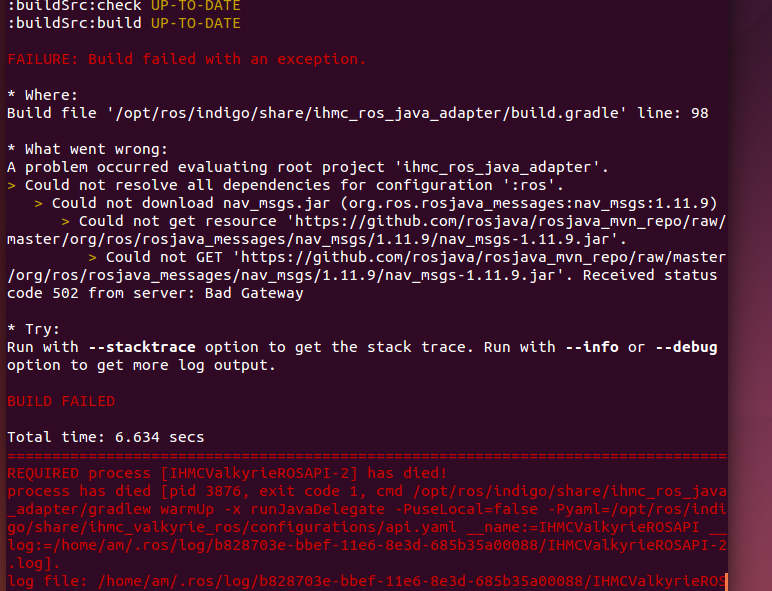 :buildSrc:check UP-TO-DATE
:buildSrc:build UP-TO-DATE
FAILURE: Build failed with an exception.
* Where:
Build file '/opt/ros/indigo/share/ihmc_ros_java_adapter/build.gradle' line: 98
* What went wrong:
A problem occurred evaluating root project 'ihmc_ros_java_adapter'.
> Could not resolve all dependencies for configuration ':ros'.
> Could not download nav_msgs.jar (org.ros.rosjava_messages:nav_msgs:1.11.9)
> Could not get resource 'https://github.com/rosjava/rosjava_mvn_repo/raw/
master/org/ros/rosjava_messages/nav_msgs/1.11.9/nav_msgs-1.11.9.jar'.
> Could not GET 'https://github.com/rosjava/rosjava_mvn_repo/raw/master
/org/ros/rosjava_messages/nav_msgs/1.11.9/nav_msgs-1.11.9.jar'. Received status
code 502 from server: Bad Gateway
* Try:
Run with --stacktrace option to get the stack trace. Run with --info or --debug
option to get more log output.
BUILD FAILED
Total time: 6.634 secs
================================================================================
REQUIRED process [IHMCValkyrieROSAPI-2] has died!
process has died [pid 3876, exit code 1, cmd /opt/ros/indigo/share/ihmc_ros_java
_adapter/gradlew warmUp -x runJavaDelegate -PuseLocal=false -Pyaml=/opt/ros/indi
go/share/ihmc_valkyrie_ros/configurations/api.yaml __name:=IHMCValkyrieROSAPI __
log:=/home/am/.ros/log/b828703e-bbef-11e6-8e3d-685b35a00088/IHMCValkyrieROSAPI-2
.log].
log file: /home/am/.ros/log/b828703e-bbef-11e6-8e3d-685b35a00088/IHMCValkyrieROS